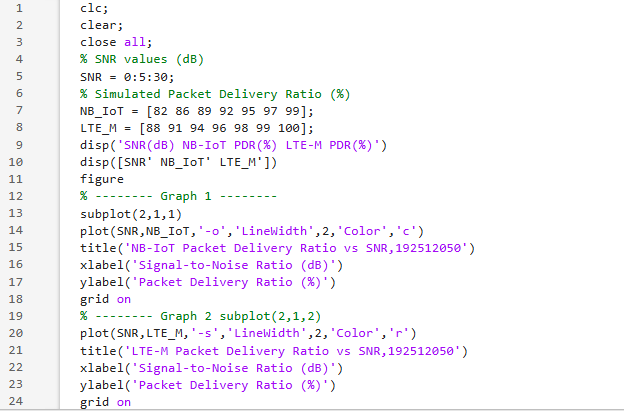 1 clc;
2 clear;
3 close all;
4 % SNR values (dB)
5 SNR = 0:5:30;
6 % Simulated Packet Delivery Ratio (%)
7 NB_IoT = [82 86 89 92 95 97 99];
8 LTE_M = [88 91 94 96 98 99 100];
9 disp('SNR(dB) NB-IoT PDR(%) LTE-M PDR(%)')
10 disp([SNR' NB_IoT' LTE_M'])
11 figure
12 % -------- Graph 1 --------
13 subplot(2,1,1)
14 plot(SNR,NB_IoT,'-o','LineWidth',2,'Color','c')
15 title('NB-IoT Packet Delivery Ratio vs SNR,192512050')
16 xlabel('Signal-to-Noise Ratio (dB)')
17 ylabel('Packet Delivery Ratio (%)')
18 grid on
19 % -------- Graph 2 subplot(2,1,2)
20 plot(SNR,LTE_M,'-s','LineWidth',2,'Color','r')
21 title('LTE-M Packet Delivery Ratio vs SNR,192512050')
22 xlabel('Signal-to-Noise Ratio (dB)')
23 ylabel('Packet Delivery Ratio (%)')
24 grid on